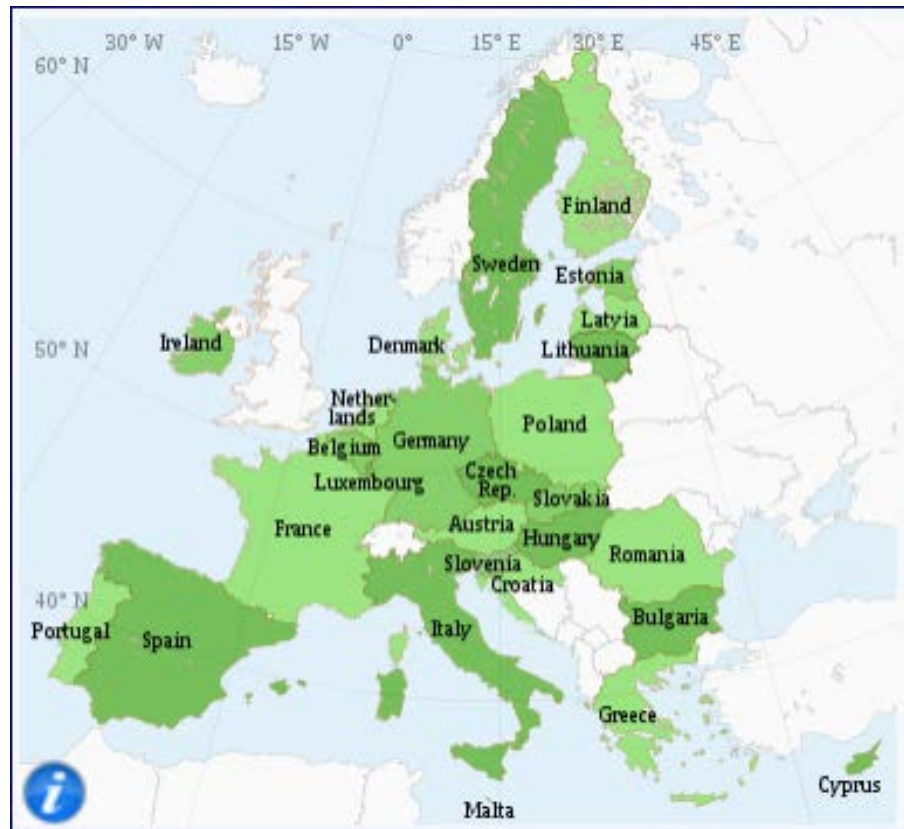 30° W 15° W 0° 15° E 30° E 45° E
60° N
Finland
Sweden
Estonia
Latvia
Ireland
Denmark
Lithuania
50° N
Nether-
lands
Poland
Belgium
Germany
Czech
Rep.
Luxembourg
Slovakia
France
Austria
Hungary
Romania
Slovenia
Croatia
40° N
Portugal
Spain
Italy
Bulgaria
Greece
Cyprus
Malta
i